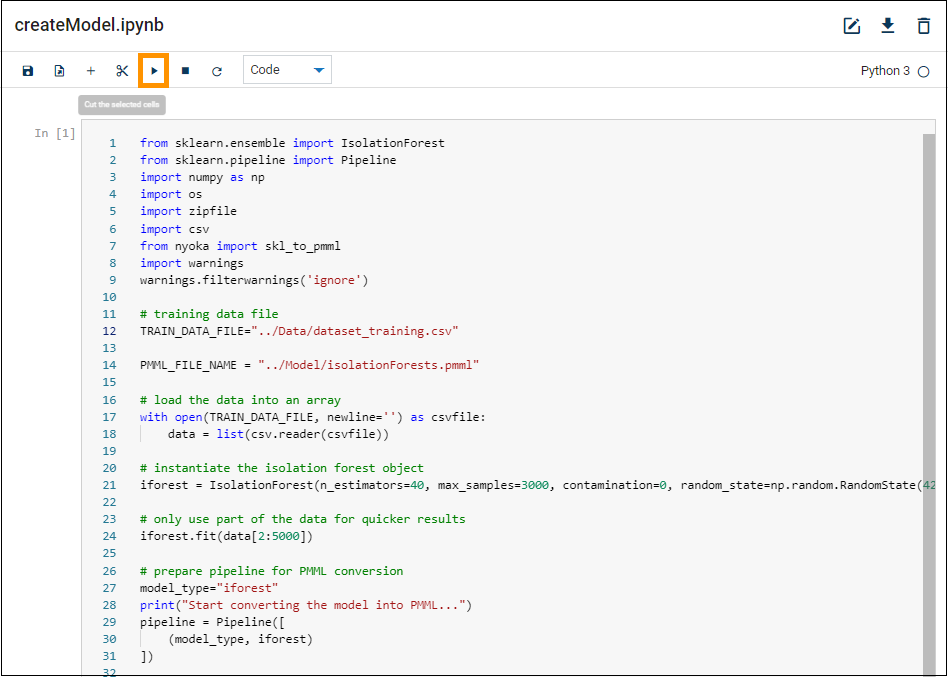 createModel.ipynb
Code
Python 3
Cut the selected cells
In [1]
1 from sklearn.ensemble import IsolationForest
2 from sklearn.pipeline import Pipeline
3 import numpy as np
4 import os
5 import zipfile
6 import csv
7 from nyoka import skl_to_pmml
8 import warnings
9 warnings.filterwarnings('ignore')
10
11 # training data file
12 TRAIN_DATA_FILE="../Data/dataset_training.csv"
13
14 PMML_FILE_NAME = "../Model/isolationForests.pmml"
15
16 # load the data into an array
17 with open(TRAIN_DATA_FILE, newline='') as csvfile:
18     data = list(csv.reader(csvfile))
19
20 # instantiate the isolation forest object
21 iforest = IsolationForest(n_estimators=40, max_samples=3000, contamination=0, random_state=np.random.RandomState(42
22
23 # only use part of the data for quicker results
24 iforest.fit(data[2:5000])
25
26 # prepare pipeline for PMML conversion
27 model_type="iforest"
28 print("Start converting the model into PMML...")
29 pipeline = Pipeline([
30     (model_type, iforest)
31 ])
32